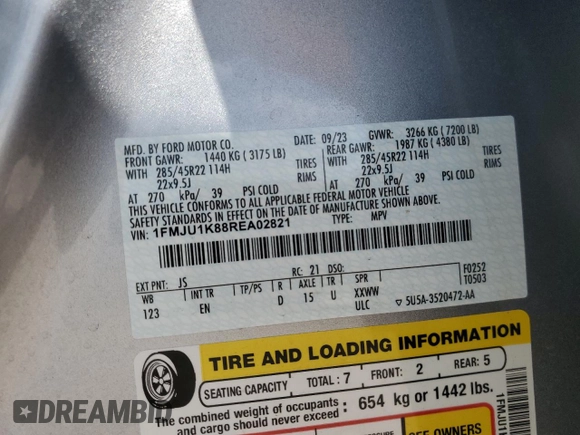 MFD. BY FORD MOTOR CO.
DATE: 09/23 GVWR: 3266 KG ( 7200 LB)
FRONT GAWR: 1440 KG ( 3175 LB) REAR GAWR: 1987 KG ( 4380 LB)
WITH 285/45R22 114H TIRES WITH 285/45R22 114H TIRES
22x9.5J RIMS 22x9.5J RIMS
AT 270 kPa/ 39 PSI COLD AT 270 kPa/ 39 PSI COLD
THIS VEHICLE CONFORMS TO ALL APPLICABLE FEDERAL MOTOR VEHICLE
SAFETY STANDARDS IN EFFECT ON THE DATE OF MANUFACTURE SHOWN ABOVE.
VIN: 1FMJU1K88REA02821 TYPE: MPV
EXT PNT: JS RC: 21 DSO: F0252
WB INT TR TP/PS R AXLE TR SPR T0503
123 EN D 15 U XXWW
ULC ▽ 5U5A-3520472-AA
TIRE AND LOADING INFORMATION
SEATING CAPACITY TOTAL : 7 FRONT: 2 REAR: 5
The combined weight of occupants
and cargo should never exceed : 654 kg or 1442 lbs.
SEE OWNERS
1FMJU1
DREAMBI